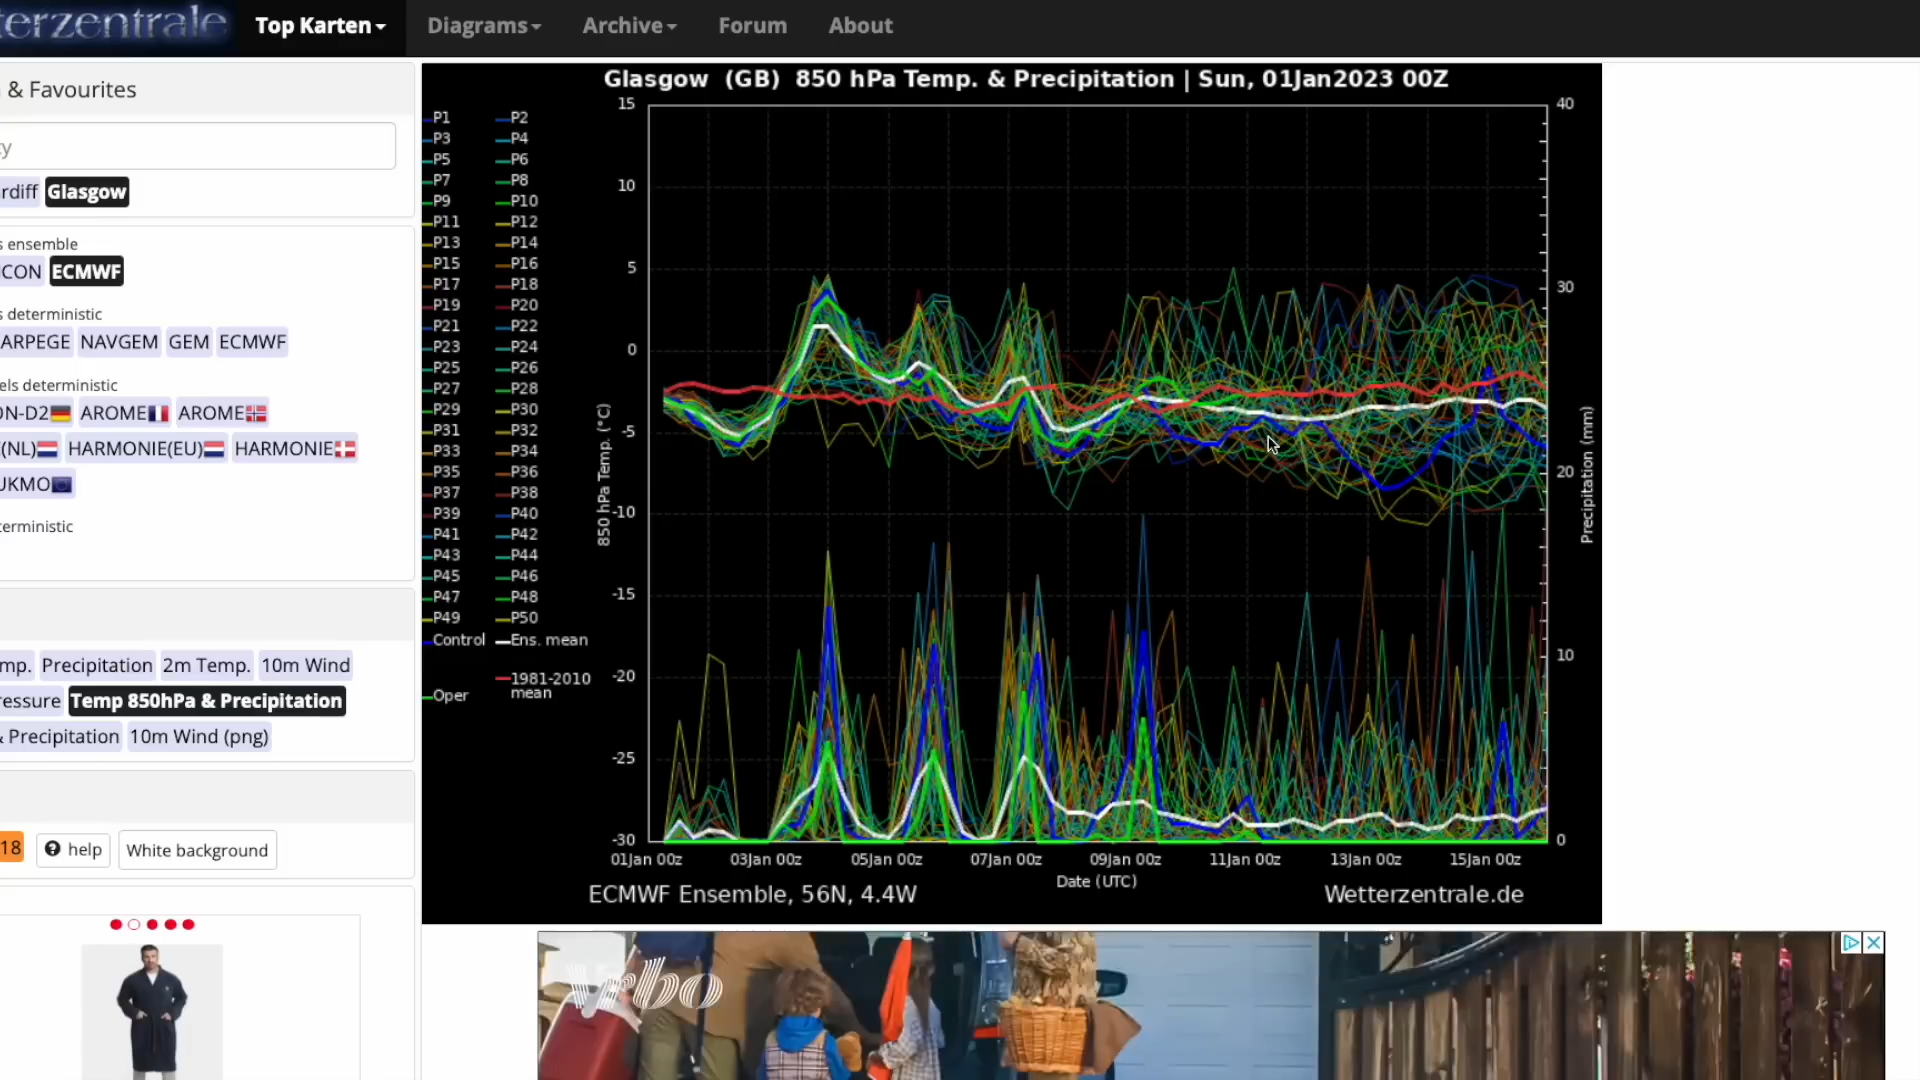 terzentrale
Top Karten
Diagrams
Archive
Forum
About
& Favourites
y
rdiff
Glasgow
s ensemble
ICON
ECMWF
s deterministic
ARPEGE
NAVGEM
GEM
ECMWF
els deterministic
ON-D2
AROME
AROME
(NL)
HARMONIE(EU)
HARMONIE
UKMO
terministic
mp.
Precipitation
2m Temp.
10m Wind
ressure
Temp 850hPa & Precipitation
& Precipitation
10m Wind (png)
18
help
White background
Glasgow (GB) 850 hPa Temp. & Precipitation | Sun, 01Jan2023 00Z
P1 P2
P3 P4
P5 P6
P7 P8
P9 P10
P11 P12
P13 P14
P15 P16
P17 P18
P19 P20
P21 P22
P23 P24
P25 P26
P27 P28
P29 P30
P31 P32
P33 P34
P35 P36
P37 P38
P39 P40
P41 P42
P43 P44
P45 P46
P47 P48
P49 P50
Control Ens. mean
1981-2010
mean
Oper
850 hPa Temp. (°C)
15
10
5
0
-5
-10
-15
-20
-25
-30
40
30
20
10
0
Precipitation (mm)
01Jan 00z 03Jan 00z 05Jan 00z 07Jan 00z 09Jan 00z 11Jan 00z 13Jan 00z 15Jan 00z
Date (UTC)
ECMWF Ensemble, 56N, 4.4W
Wetterzentrale.de
vrbo